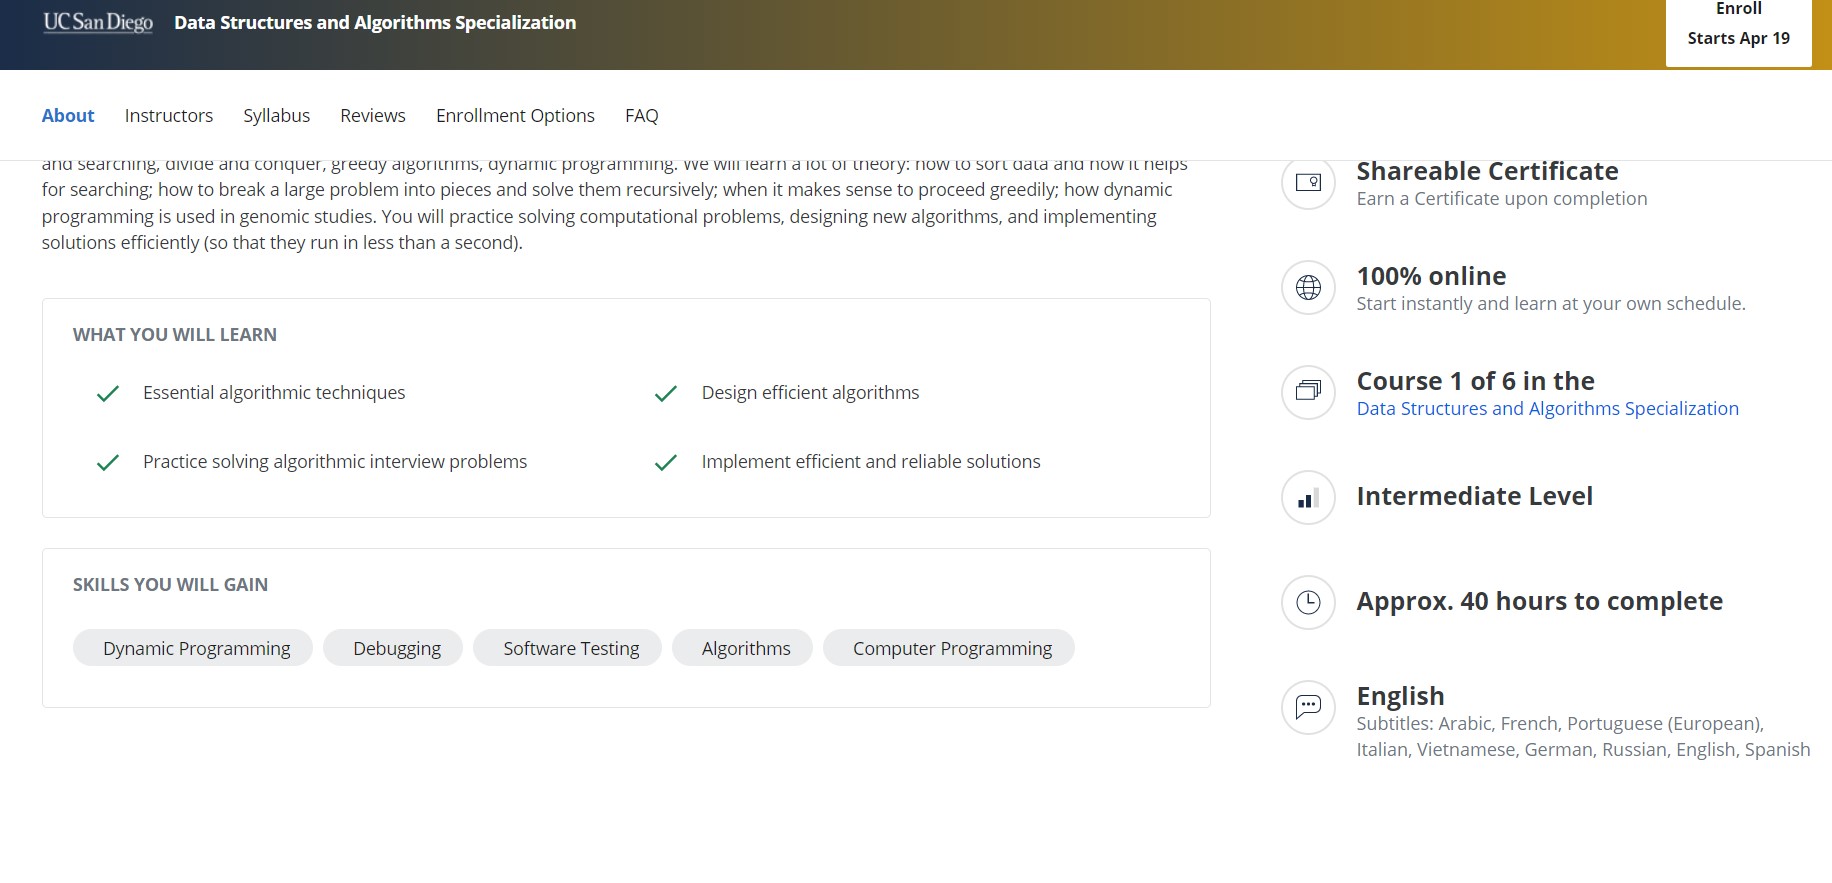 UC San Diego
Data Structures and Algorithms Specialization
Enroll
Starts Apr 19
About
Instructors
Syllabus
Reviews
Enrollment Options
FAQ
and searching, divide and conquer, greedy algorithms, dynamic programming. We will learn a lot of theory: how to sort data and how it helps
for searching; how to break a large problem into pieces and solve them recursively; when it makes sense to proceed greedily; how dynamic
programming is used in genomic studies. You will practice solving computational problems, designing new algorithms, and implementing
solutions efficiently (so that they run in less than a second).
WHAT YOU WILL LEARN
Essential algorithmic techniques
Design efficient algorithms
Practice solving algorithmic interview problems
Implement efficient and reliable solutions
SKILLS YOU WILL GAIN
Dynamic Programming
Debugging
Software Testing
Algorithms
Computer Programming
Shareable Certificate
Earn a Certificate upon completion
100% online
Start instantly and learn at your own schedule.
Course 1 of 6 in the
Data Structures and Algorithms Specialization
Intermediate Level
Approx. 40 hours to complete
English
Subtitles: Arabic, French, Portuguese (European),
Italian, Vietnamese, German, Russian, English, Spanish